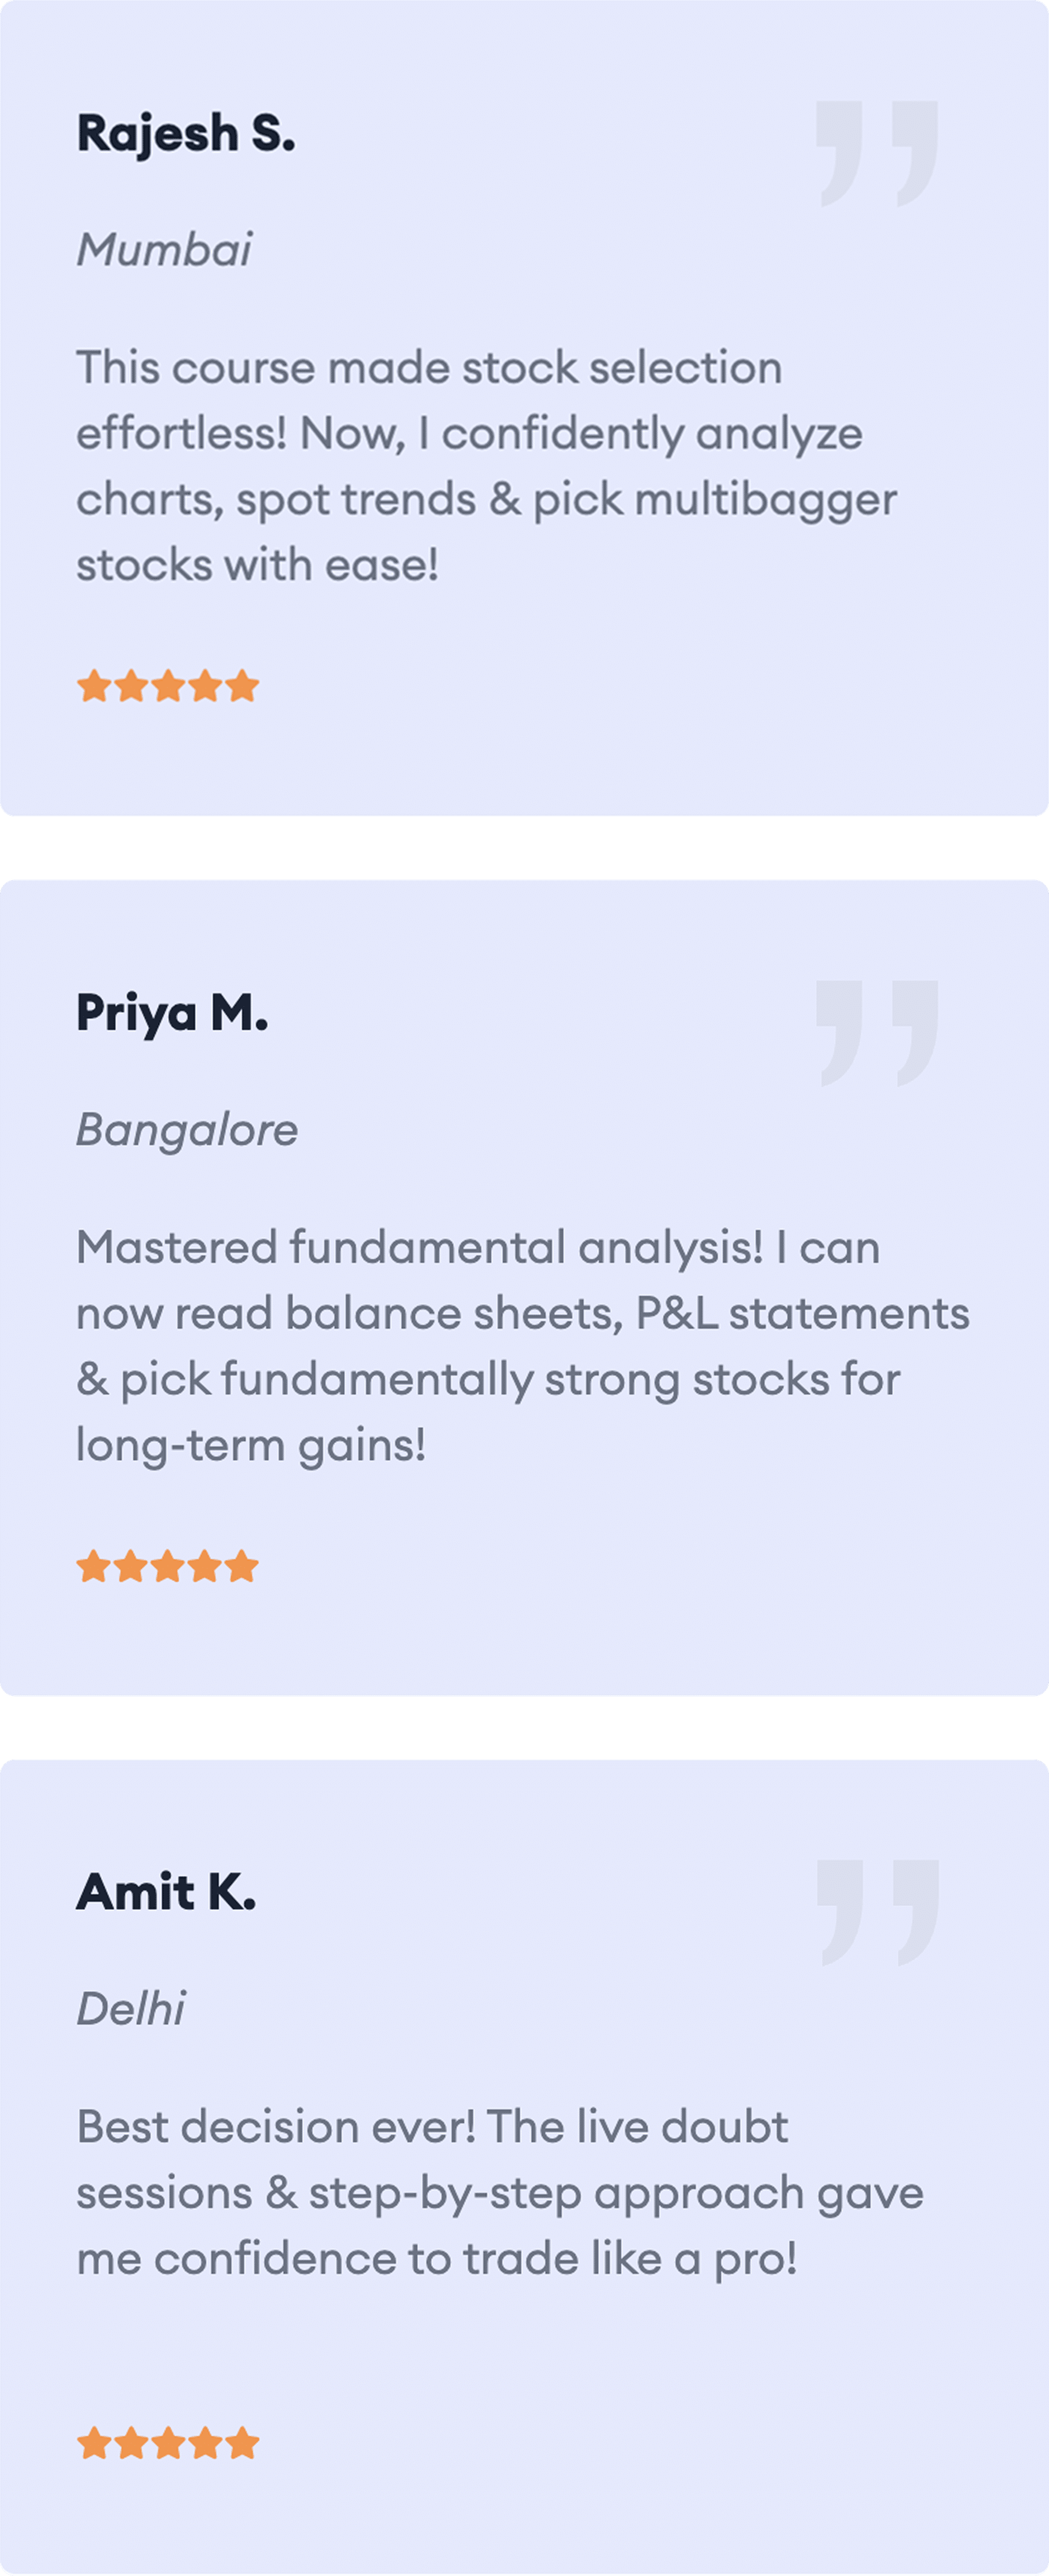 Rajesh S.
Mumbai
This course made stock selection
effortless! Now, I confidently analyze
charts, spot trends & pick multibagger
stocks with ease!
Priya M.
Bangalore
Mastered fundamental analysis! I can
now read balance sheets, P&L statements
& pick fundamentally strong stocks for
long-term gains!
Amit K.
Delhi
Best decision ever! The live doubt
sessions & step-by-step approach gave
me confidence to trade like a pro!